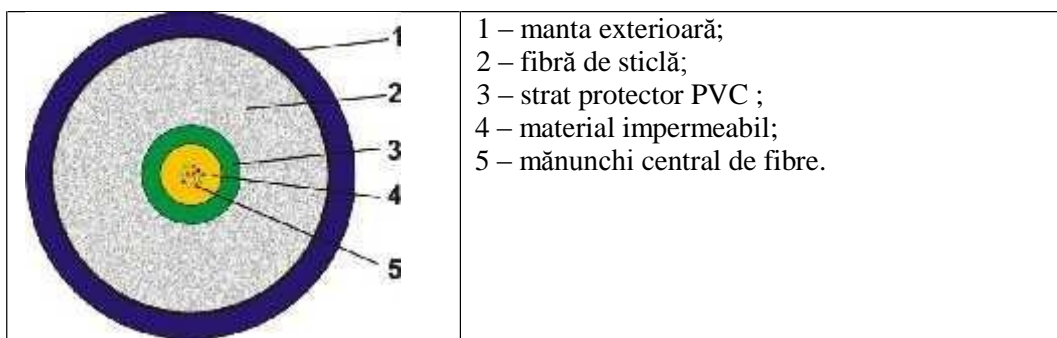 1
2
3
4
5
1 – manta exterioară;
2 – fibră de sticlă;
3 – strat protector PVC ;
4 – material impermeabil;
5 – mănunchi central de fibre.